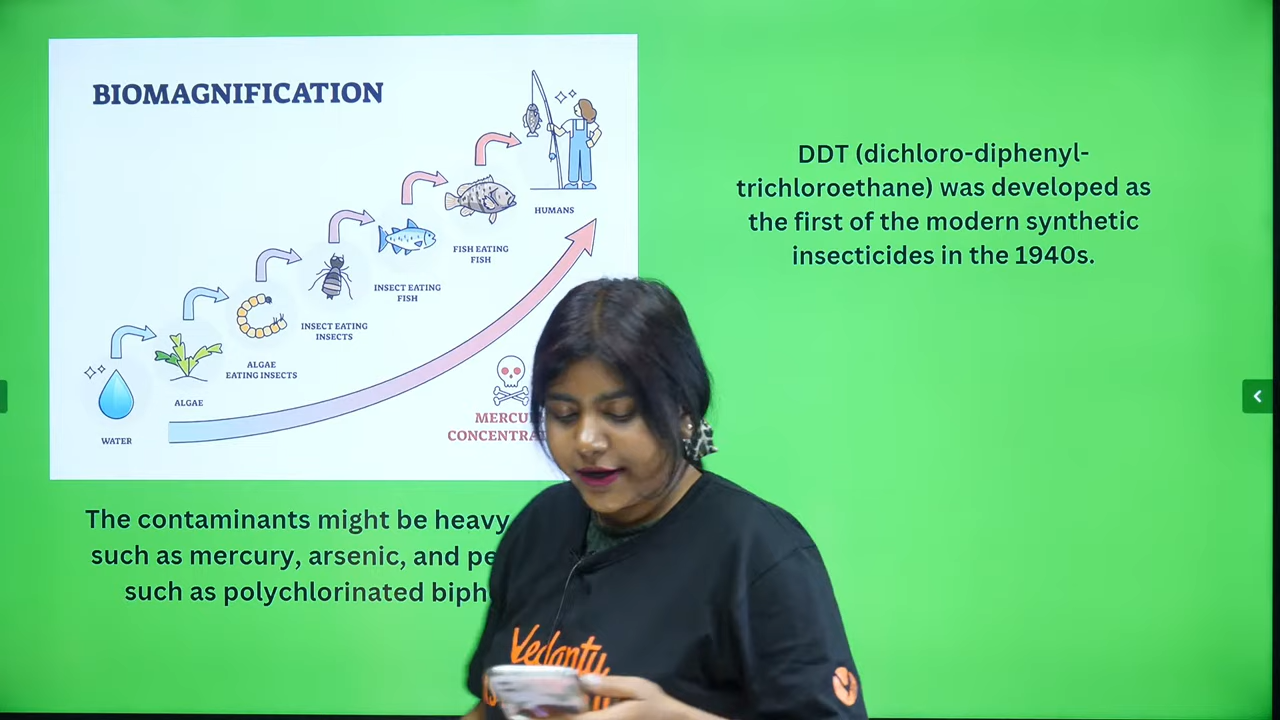 BIOMAGNIFICATION
HUMANS
FISH EATING
FISH
INSECT EATING
FISH
INSECT EATING
INSECTS
ALGAE
EATING INSECTS
ALGAE
WATER
DDT (dichloro-diphenyl-
trichloroethane) was developed as
the first of the modern synthetic
insecticides in the 1940s.
The contaminants might be heavy
such as mercury, arsenic, and
such as polychlorinated
Vedantu